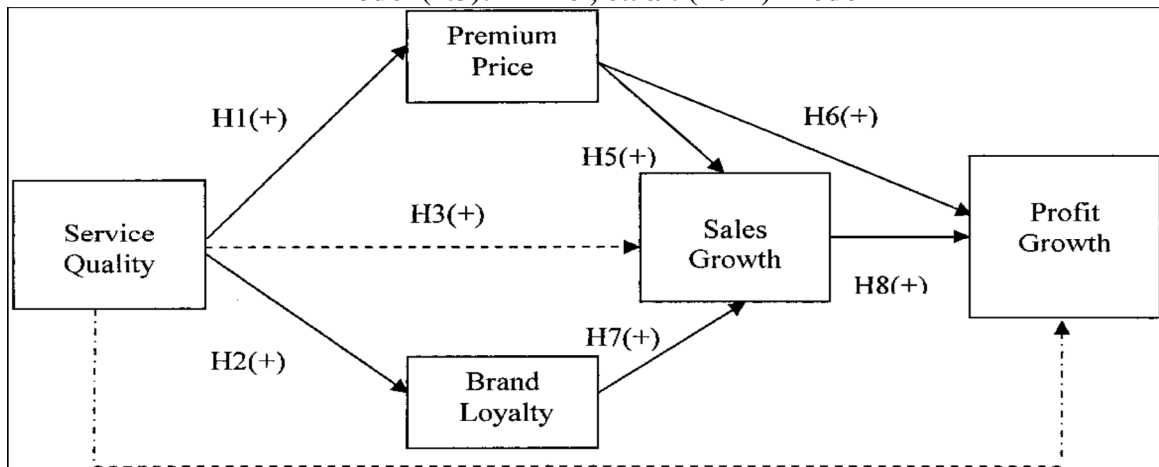 Premium
Price
H1(+)
H6(+)
H5(+)
H3(+)
Service
Quality
Sales
Growth
Profit
Growth
H8(+)
H2(+)
H7(+)
Brand
Loyalty